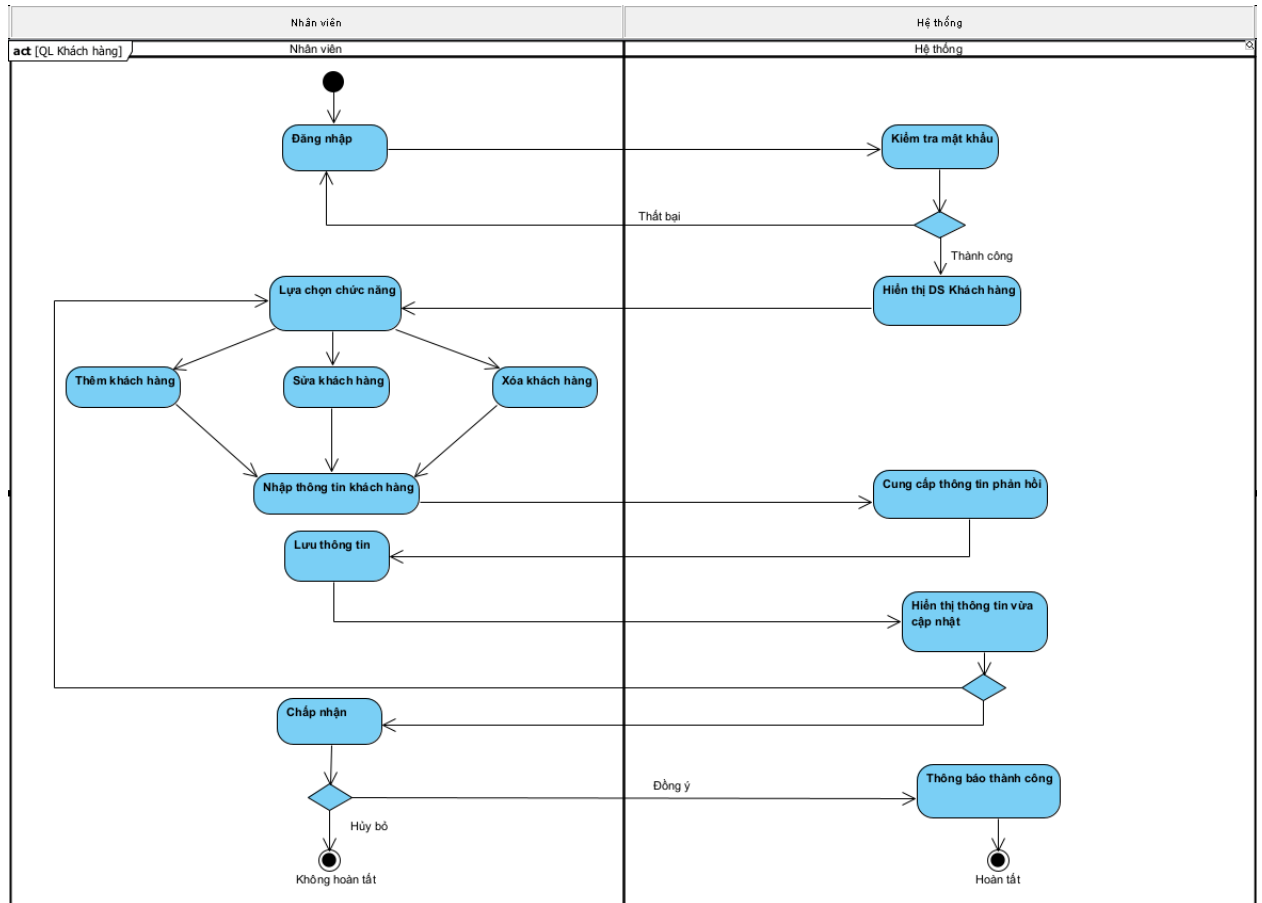 Nhân viên
Hệ thống
act [QL Khách hàng]
Nhân viên
Hệ thống
Đăng nhập
Kiểm tra mật khẩu
Thất bại
Thành công
Lựa chọn chức năng
Hiển thị DS Khách hàng
Thêm khách hàng
Sửa khách hàng
Xóa khách hàng
Nhập thông tin khách hàng
Cung cấp thông tin phản hồi
Lưu thông tin
Hiển thị thông tin vừa
cập nhật
Chấp nhận
Thông báo thành công
Đồng ý
Hủy bỏ
Không hoàn tất
Hoàn tất